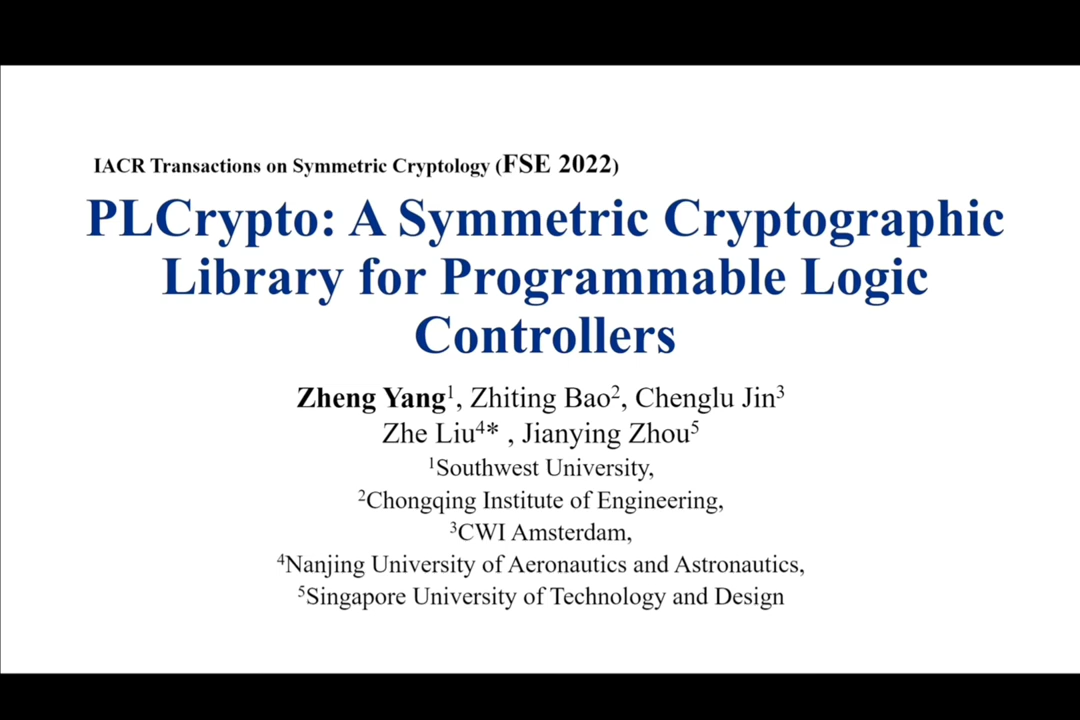 IACR Transactions on Symmetric Cryptology (FSE 2022)
PLCrypto: A Symmetric Cryptographic
Library for Programmable Logic
Controllers
Zheng Yang¹, Zhiting Bao², Chenglu Jin³
Zhe Liu⁴* , Jianying Zhou⁵
¹Southwest University,
²Chongqing Institute of Engineering,
³CWI Amsterdam,
⁴Nanjing University of Aeronautics and Astronautics,
⁵Singapore University of Technology and Design